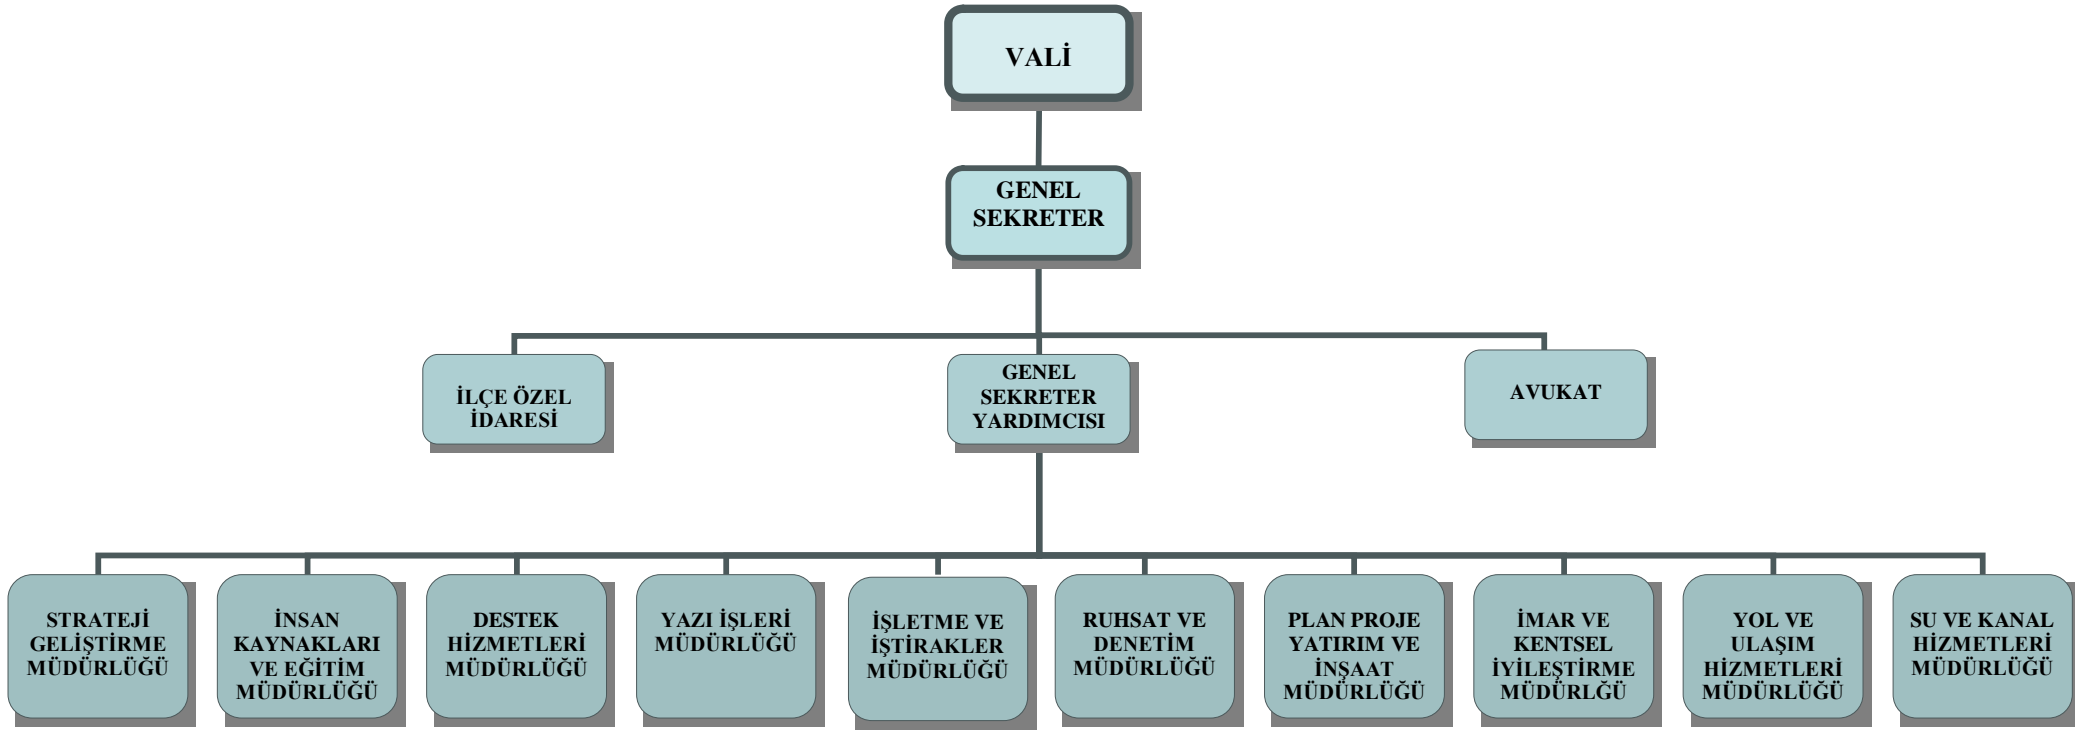 VALİ
GENEL
SEKRETER
İLÇE ÖZEL
İDARESİ
GENEL
SEKRETER
YARDIMCISI
AVUKAT
STRATEJİ
GELİŞTİRME
MÜDÜRLÜĞÜ
İNSAN
KAYNAKLARI
VE EĞİTİM
MÜDÜRLÜĞÜ
DESTEK
HİZMETLERİ
MÜDÜRLÜĞÜ
YAZI İŞLERİ
MÜDÜRLÜĞÜ
İŞLETME VE
İŞTİRAKLER
MÜDÜRLÜĞÜ
RUHSAT VE
DENETİM
MÜDÜRLÜĞÜ
PLAN PROJE
YATIRIM VE
İNŞAAT
MÜDÜRLÜĞÜ
İMAR VE
KENTSEL
İYİLEŞTİRME
MÜDÜRLĞÜ
YOL VE
ULAŞIM
HİZMETLERİ
MÜDÜRLÜĞÜ
SU VE KANAL
HİZMETLERİ
MÜDÜRLÜĞÜ